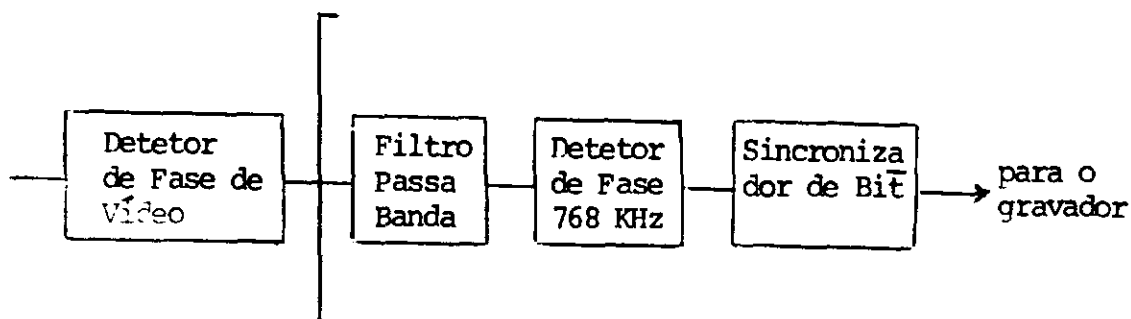 Detetor
de Fase de
Vídeo
Filtro
Passa
Banda
Detetor
de Fase
768 KHz
Sincroniza
dor de Bit
para o
gravador